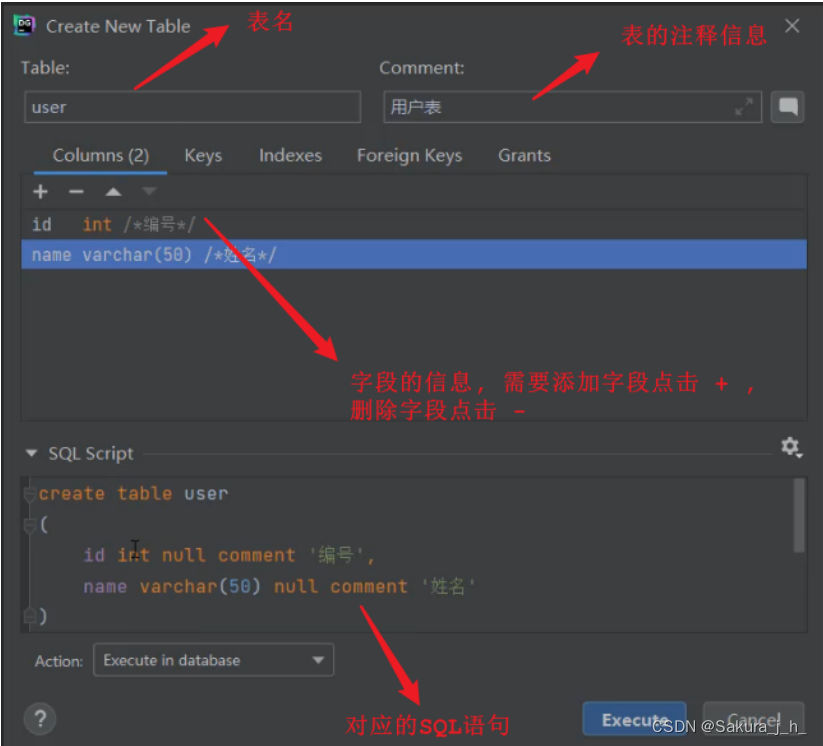 DG Create New Table
表名
表的注释信息
Table:
Comment:
user
用户表
Columns (2) Keys Indexes Foreign Keys Grants
id int /*编号*/
name varchar(50) /*姓名*/
字段的信息, 需要添加字段点击 + ,
删除字段点击 -
SQL Script
create table user
(
id int null comment '编号',
name varchar(50) null comment '姓名'
)
Action: Execute in database
对应的SQL语句
? Execute Cancel
CSDN @Sakura_j_h_